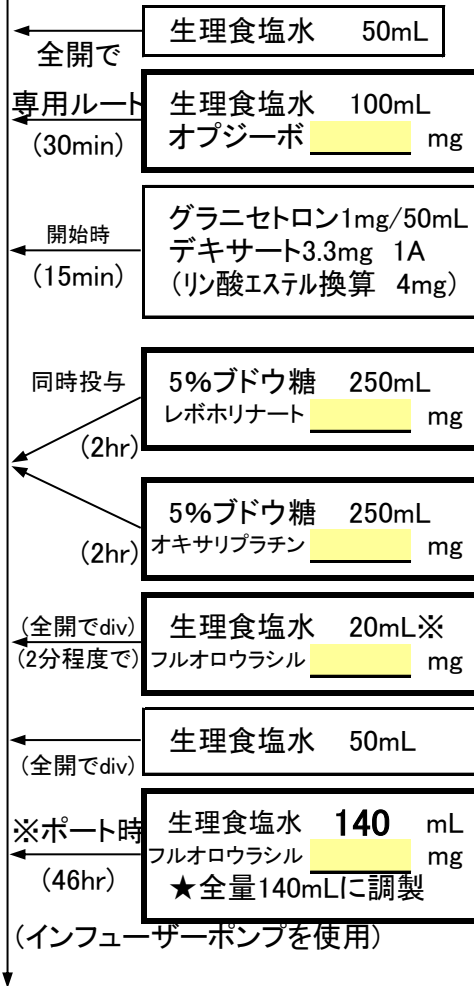 生理食塩水 50mL
全開で
専用ルート
(30min)
生理食塩水 100mL
オプジーボ mg
開始時
(15min)
グラニセトロン1mg/50mL
デキサート3.3mg 1A
(リン酸エステル換算 4mg)
同時投与
(2hr)
5%ブドウ糖 250mL
レボホリナート mg
(2hr)
5%ブドウ糖 250mL
オキサリプラチン mg
(全開でdiv)
(2分程度で)
生理食塩水 20mL※
フルオロウラシル mg
(全開でdiv)
生理食塩水 50mL
※ポート時
(46hr)
生理食塩水 140 mL
フルオロウラシル mg
★全量140mLに調製
(インフューザーポンプを使用)